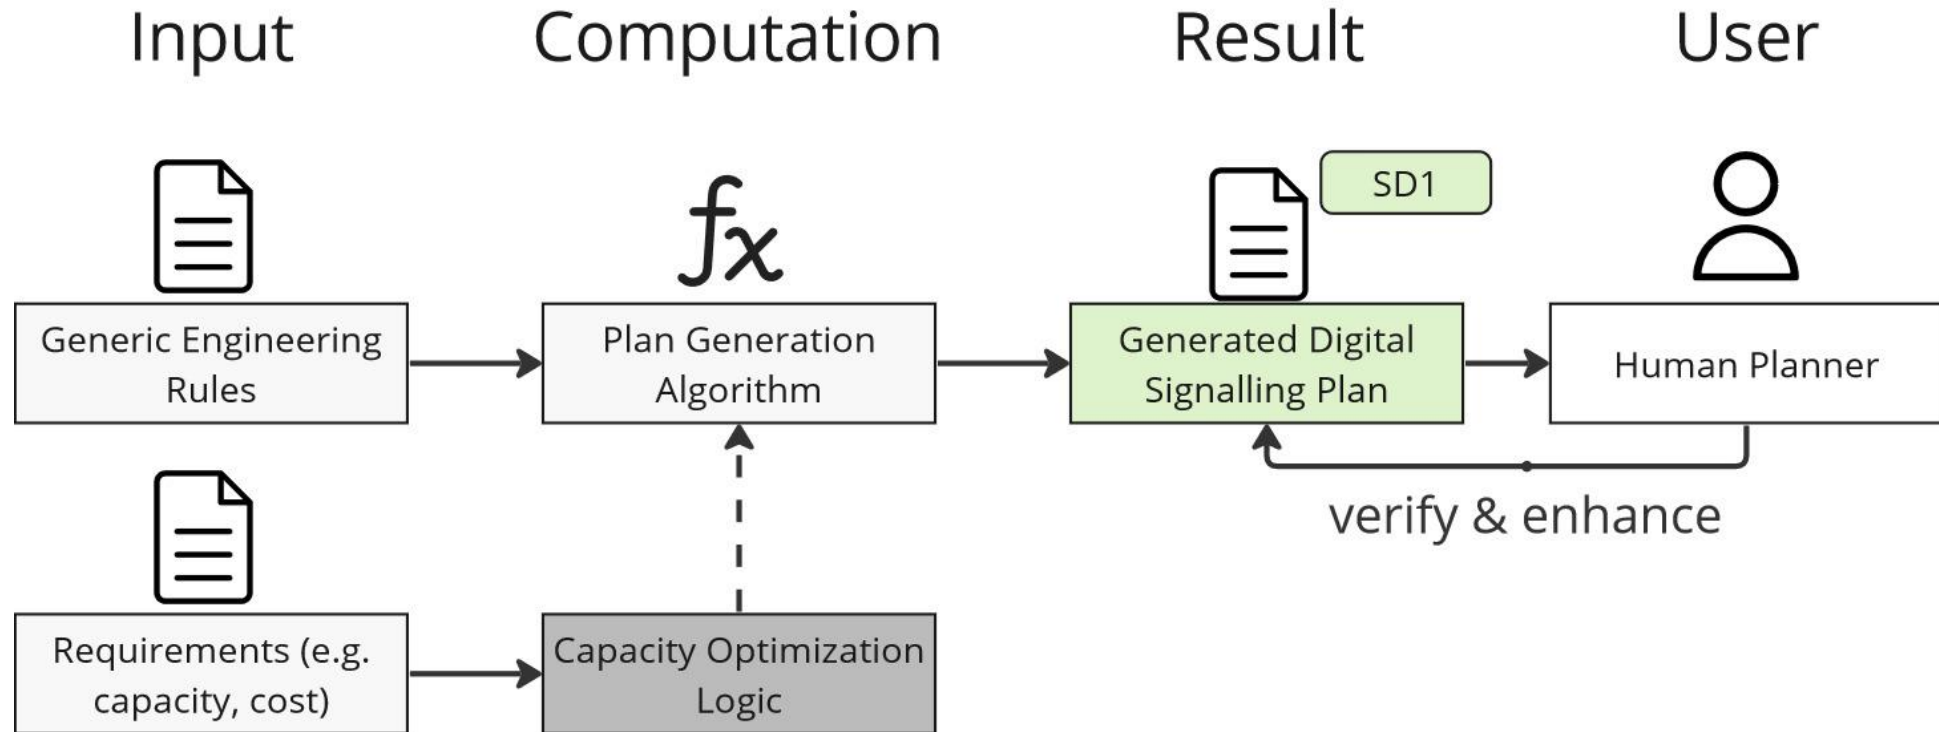 Input
Computation
Result
User
fx
SD1
Generic Engineering
Rules
Plan Generation
Algorithm
Generated Digital
Signalling Plan
Human Planner
verify & enhance
Requirements (e.g.
capacity, cost)
Capacity Optimization
Logic